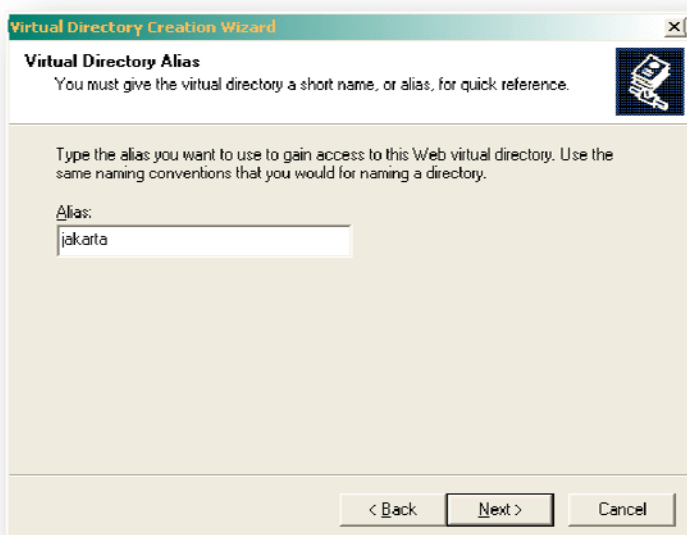 Virtual Directory Creation Wizard
Virtual Directory Alias
You must give the virtual directory a short name, or alias, for quick reference.
Type the alias you want to use to gain access to this Web virtual directory. Use the
same naming conventions that you would for naming a directory.
Alias:
jakarta
< Back Next > Cancel